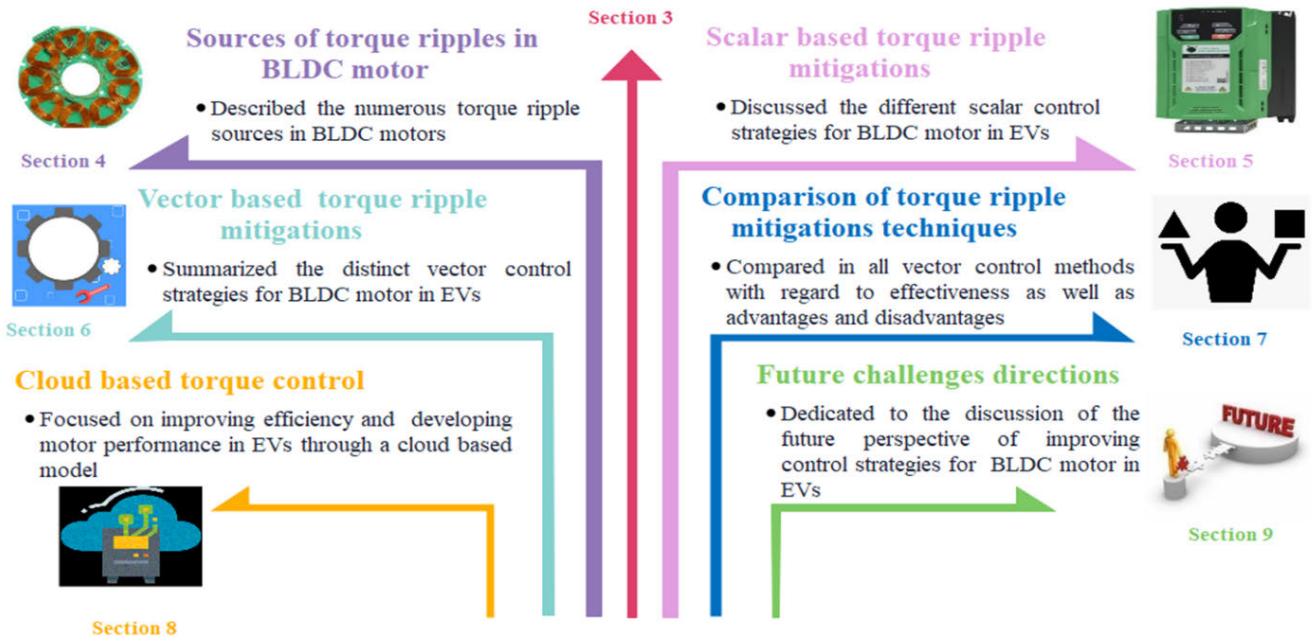 Section 3
Sources of torque ripples in
BLDC motor
• Described the numerous torque ripple
sources in BLDC motors
Section 4
Scalar based torque ripple
mitigations
• Discussed the different scalar control
strategies for BLDC motor in EVs
Section 5
Vector based torque ripple
mitigations
• Summarized the distinct vector control
strategies for BLDC motor in EVs
Section 6
Comparison of torque ripple
mitigations techniques
• Compared in all vector control methods
with regard to effectiveness as well as
advantages and disadvantages
Section 7
Cloud based torque control
• Focused on improving efficiency and developing
motor performance in EVs through a cloud based
model
Section 8
Future challenges directions
• Dedicated to the discussion of the
future perspective of improving
control strategies for BLDC motor in
EVs
FUTURE
Section 9